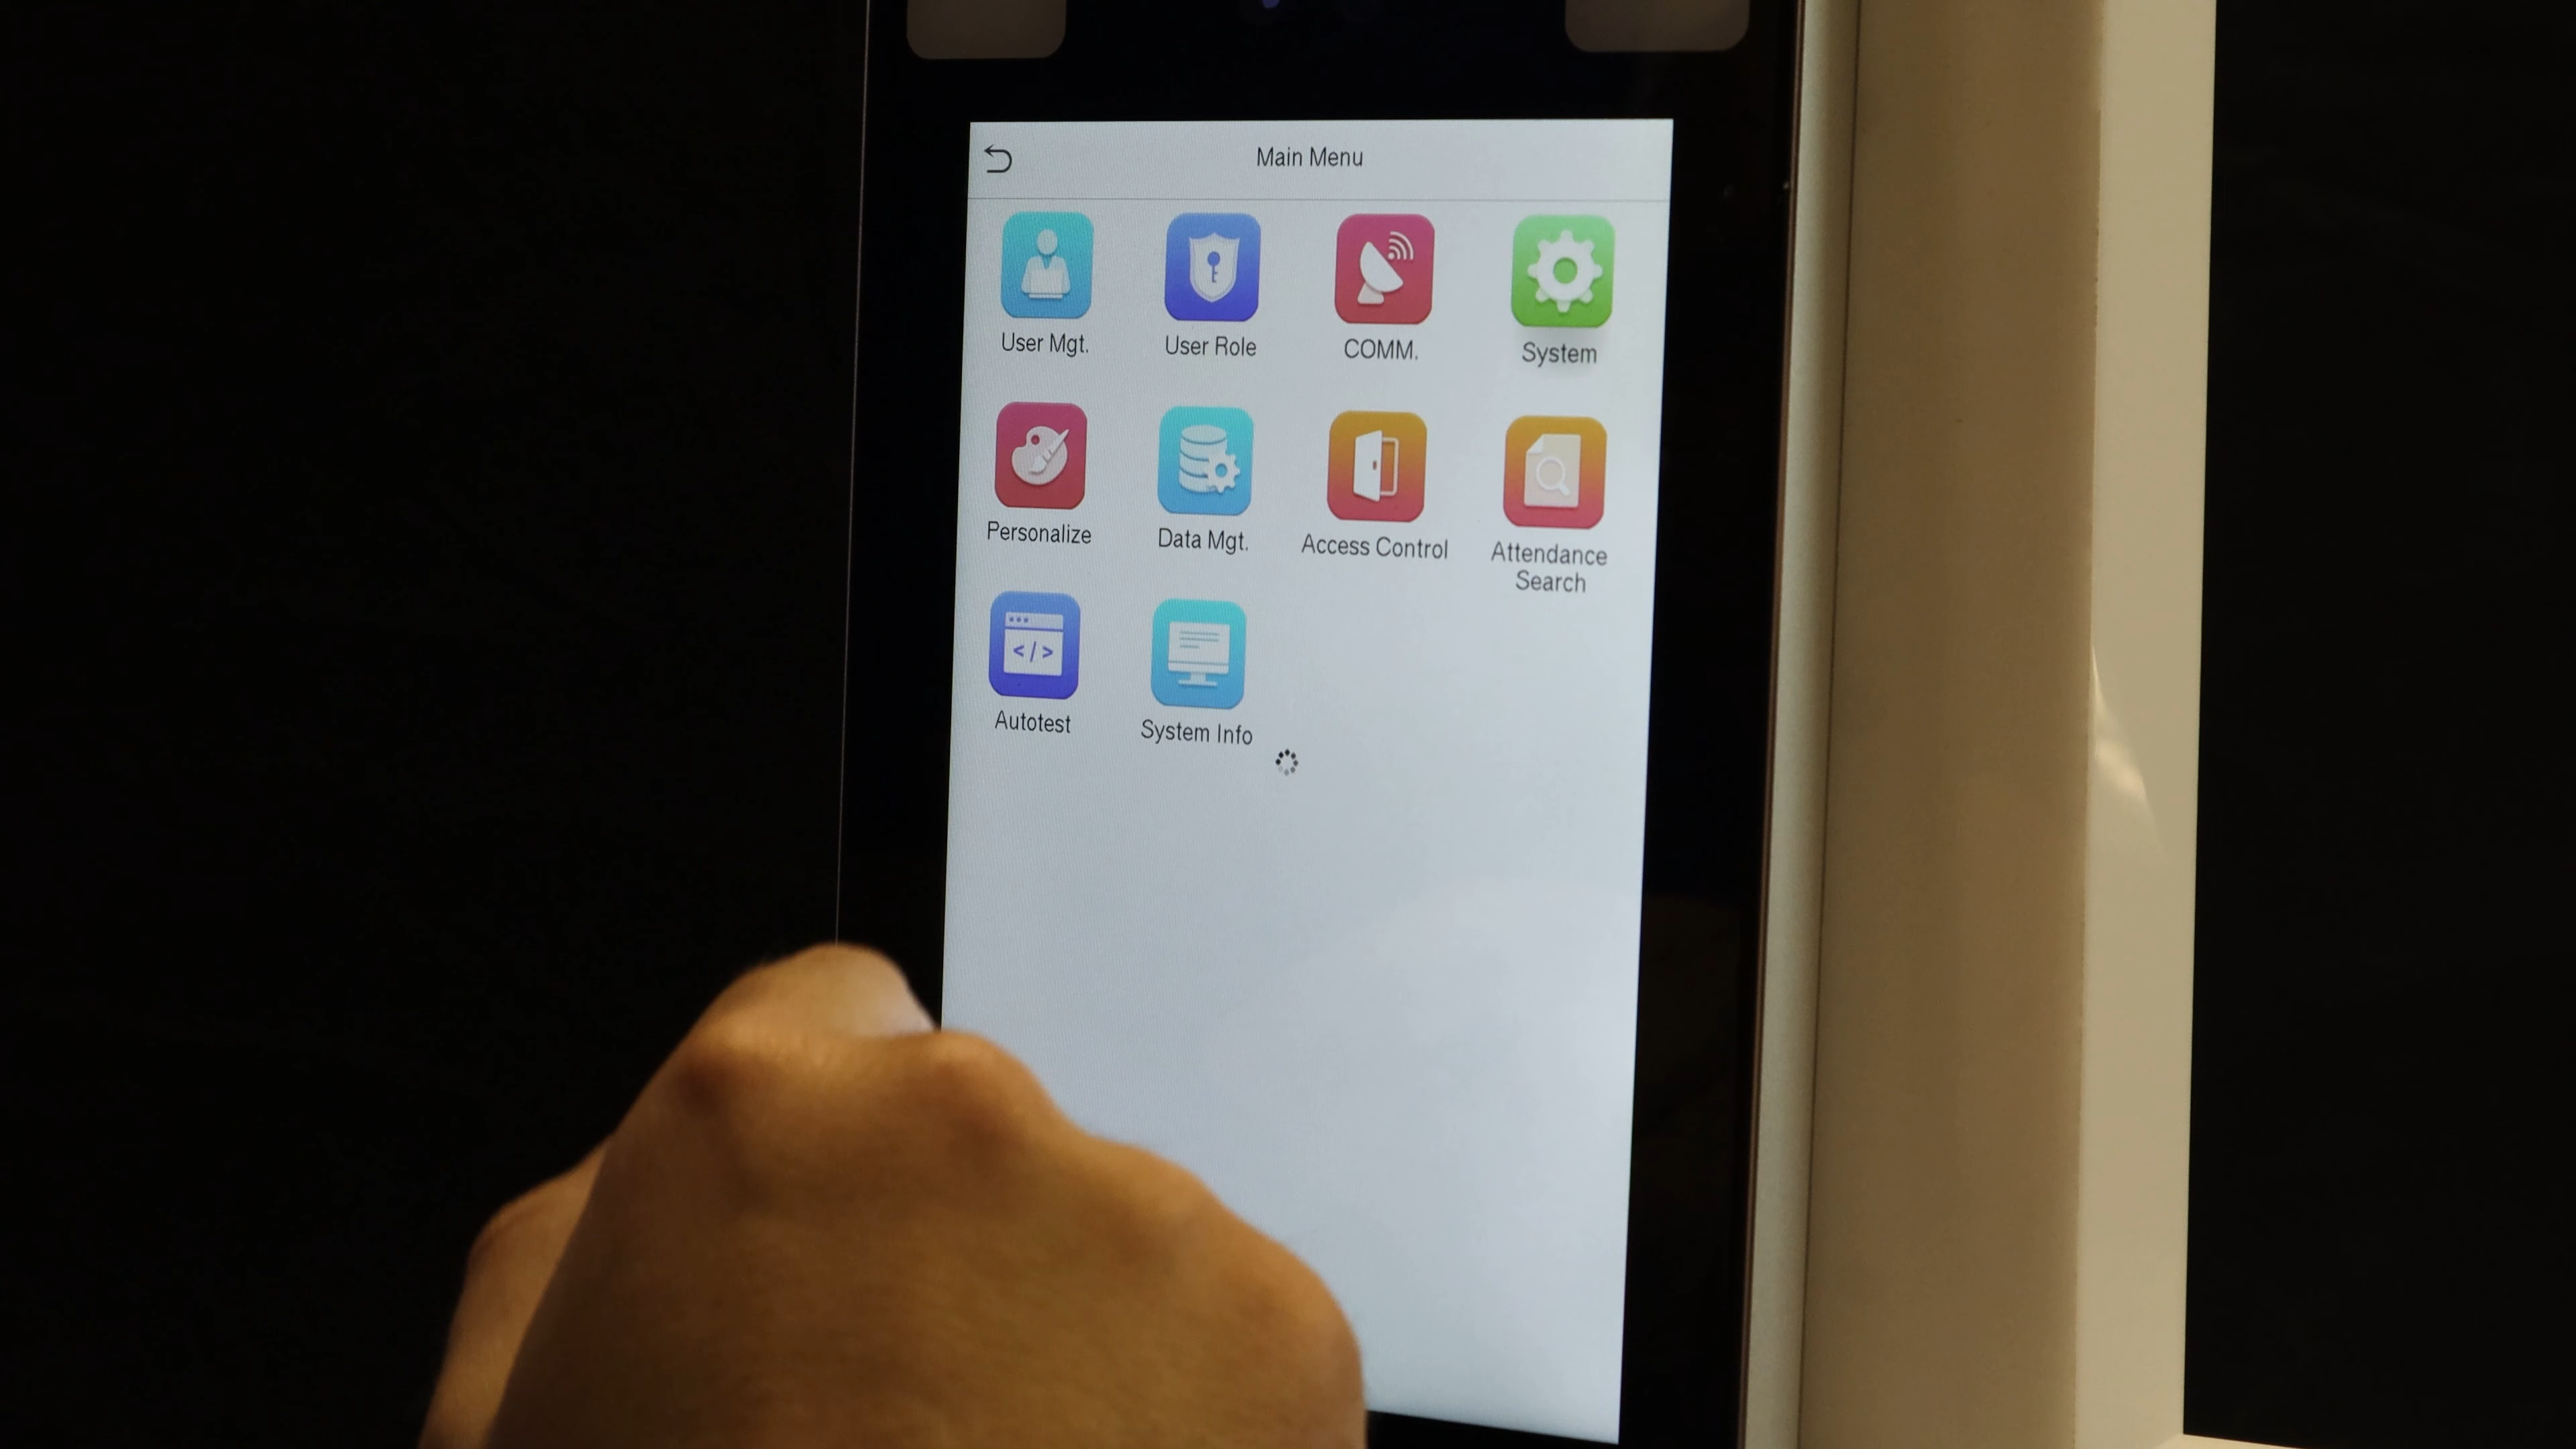 Main Menu
User Mgt.
User Role
COMM.
System
Personalize
Data Mgt.
Access Control
Attendance
Search
</>
Autotest
System Info